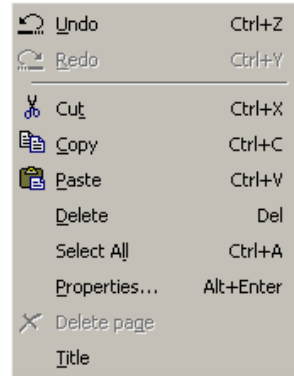 Undo Ctrl+Z
Redo Ctrl+Y
Cut Ctrl+X
Copy Ctrl+C
Paste Ctrl+V
Delete Del
Select All Ctrl+A
Properties... Alt+Enter
Delete page
Title